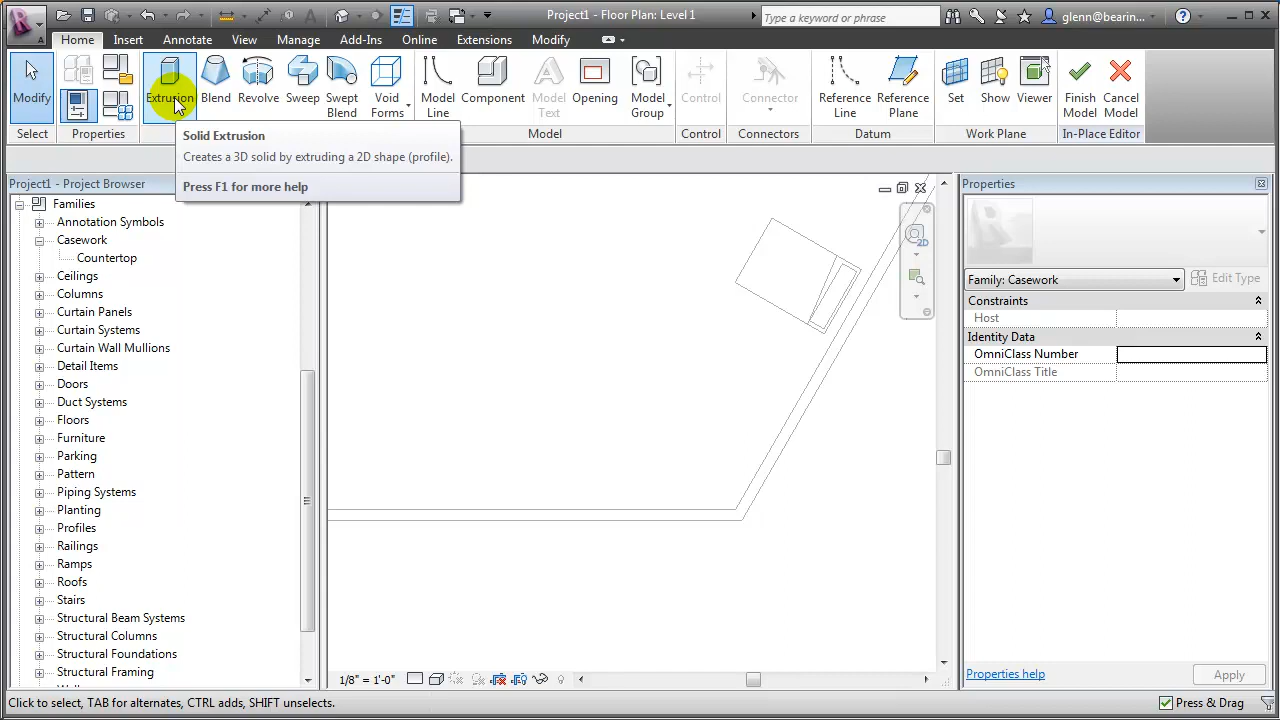 Project1 - Floor Plan: Level 1
Type a keyword or phrase
glenn@bearin...
Home Insert Annotate View Manage Add-Ins Online Extensions Modify
Modify
Extrusion
Blend
Revolve
Sweep
Swept Blend
Void Forms
Model Line
Component
Model Text
Opening
Model Group
Control
Connector
Reference Line
Reference Plane
Set
Show
Viewer
Finish Model
Cancel Model
Select
Properties
Model
Control
Connectors
Datum
Work Plane
In-Place Editor
Solid Extrusion
Creates a 3D solid by extruding a 2D shape (profile).
Press F1 for more help
Project1 - Project Browser
Families
Annotation Symbols
Casework
Countertop
Ceilings
Columns
Curtain Panels
Curtain Systems
Curtain Wall Mullions
Detail Items
Doors
Duct Systems
Floors
Furniture
Parking
Pattern
Piping Systems
Planting
Profiles
Railings
Ramps
Roofs
Stairs
Structural Beam Systems
Structural Columns
Structural Foundations
Structural Framing
2D
1/8" = 1'-0"
Properties
Family: Casework
Edit Type
Constraints
Host
Identity Data
OmniClass Number
OmniClass Title
Properties help
Apply
Click to select, TAB for alternates, CTRL adds, SHIFT unselects.
Press & Drag